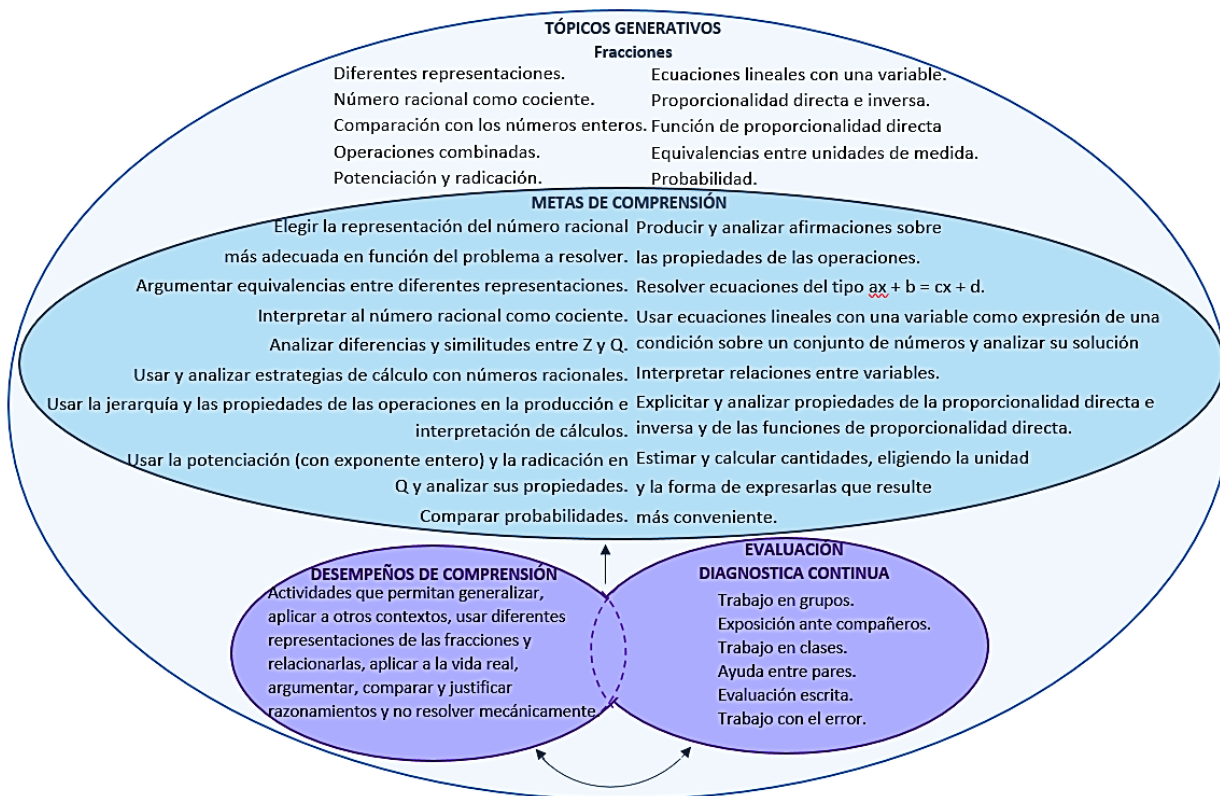 TÓPICOS GENERATIVOS
Fracciones
Diferentes representaciones.
Número racional como cociente.
Comparación con los números enteros.
Operaciones combinadas.
Potenciación y radicación.
Ecuaciones lineales con una variable.
Proporcionalidad directa e inversa.
Función de proporcionalidad directa
Equivalencias entre unidades de medida.
Probabilidad.
METAS DE COMPRENSIÓN
Elegir la representación del número racional
más adecuada en función del problema a resolver.
Argumentar equivalencias entre diferentes representaciones.
Interpretar al número racional como cociente.
Analizar diferencias y similitudes entre Z y Q.
Usar y analizar estrategias de cálculo con números racionales.
Usar la jerarquía y las propiedades de las operaciones en la producción e
interpretación de cálculos.
Usar la potenciación (con exponente entero) y la radicación en
Q y analizar sus propiedades.
Comparar probabilidades.
Producir y analizar afirmaciones sobre
las propiedades de las operaciones.
Resolver ecuaciones del tipo ax + b = cx + d.
Usar ecuaciones lineales con una variable como expresión de una
condición sobre un conjunto de números y analizar su solución
Interpretar relaciones entre variables.
Explicitar y analizar propiedades de la proporcionalidad directa e
inversa y de las funciones de proporcionalidad directa.
Estimar y calcular cantidades, eligiendo la unidad
y la forma de expresarlas que resulte
más conveniente.
DESEMPEÑOS DE COMPRENSIÓN
Actividades que permitan generalizar,
aplicar a otros contextos, usar diferentes
representaciones de las fracciones y
relacionarlas, aplicar a la vida real,
argumentar, comparar y justificar
razonamientos y no resolver mecánicamente.
EVALUACIÓN
DIAGNOSTICA CONTINUA
Trabajo en grupos.
Exposición ante compañeros.
Trabajo en clases.
Ayuda entre pares.
Evaluación escrita.
Trabajo con el error.